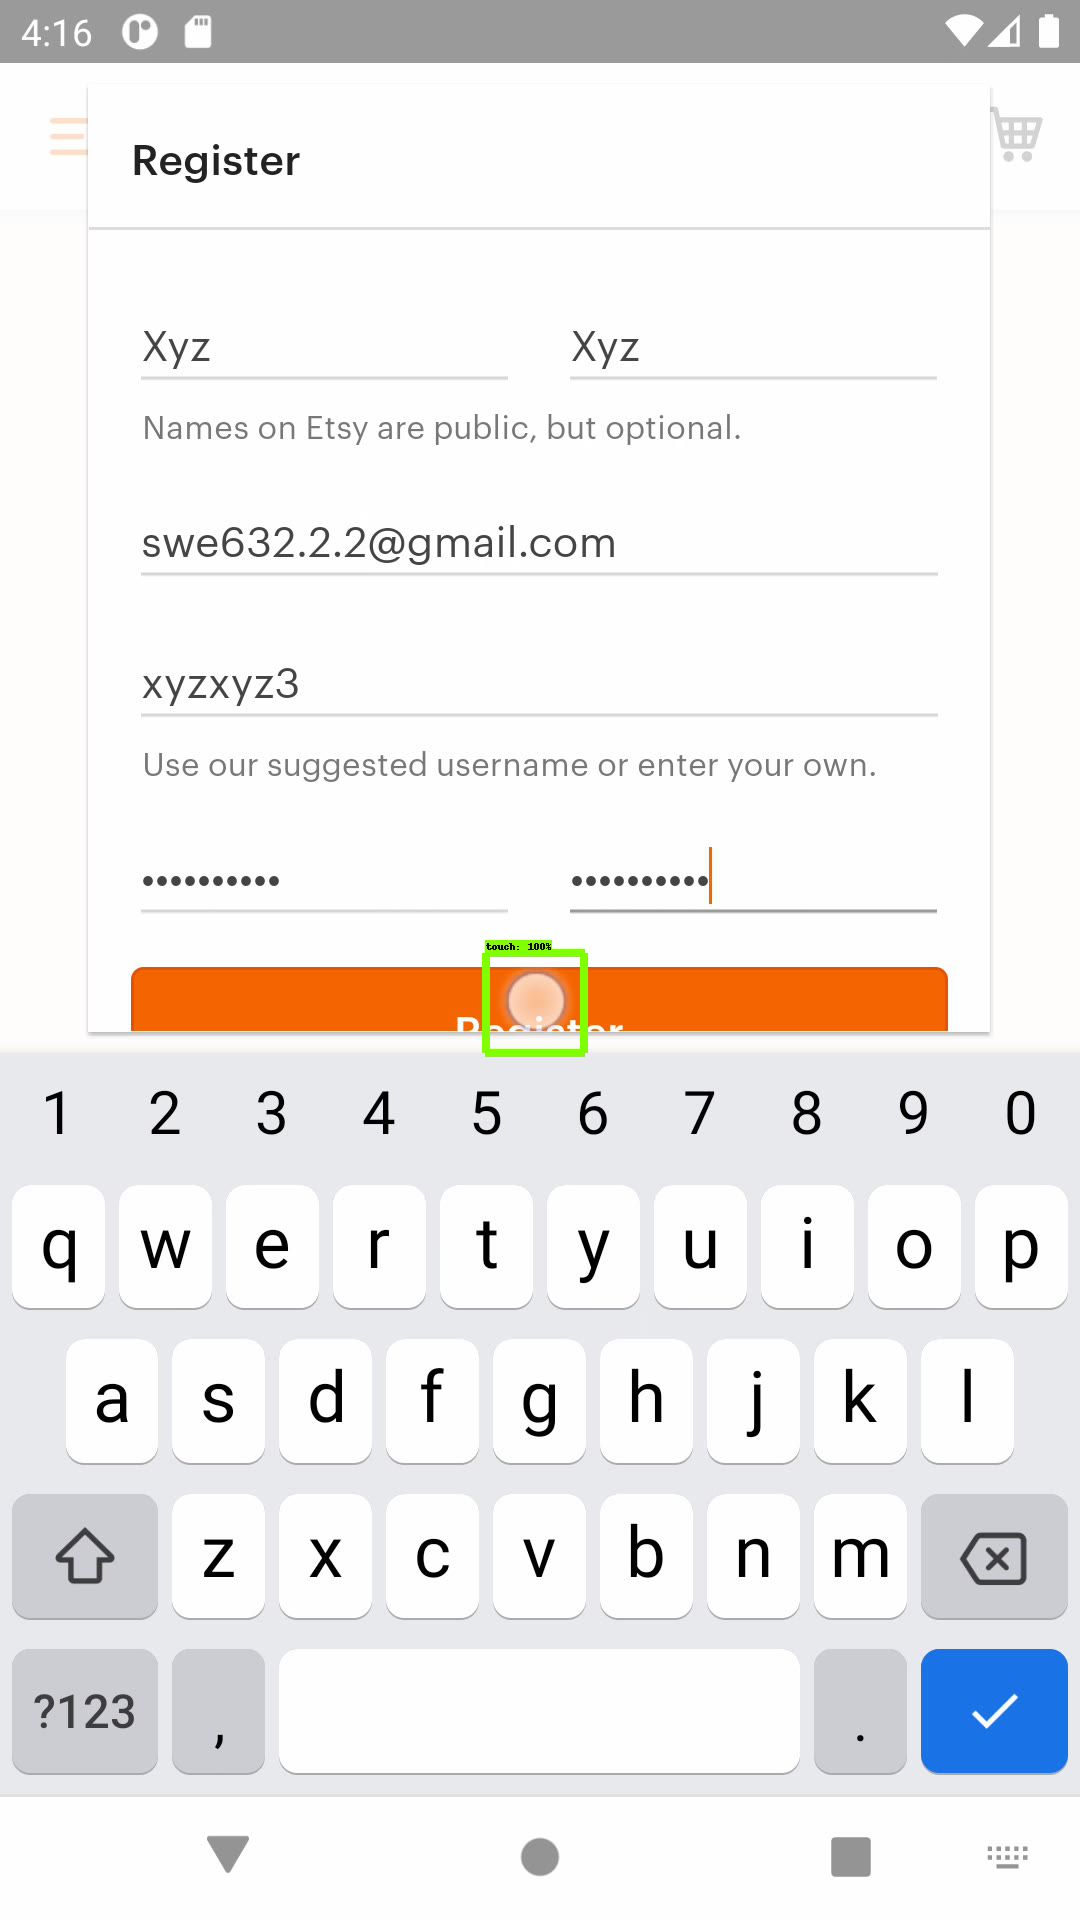 4:16
Register
Xyz Xyz
Names on Etsy are public, but optional.
swe632.2.2@gmail.com
xyzxyz3
Use our suggested username or enter your own.
•••••••••• ••••••••••
touch: 100%
Register
1 2 3 4 5 6 7 8 9 0
q w e r t y u i o p
a s d f g h j k l
z x c v b n m
?123 , .